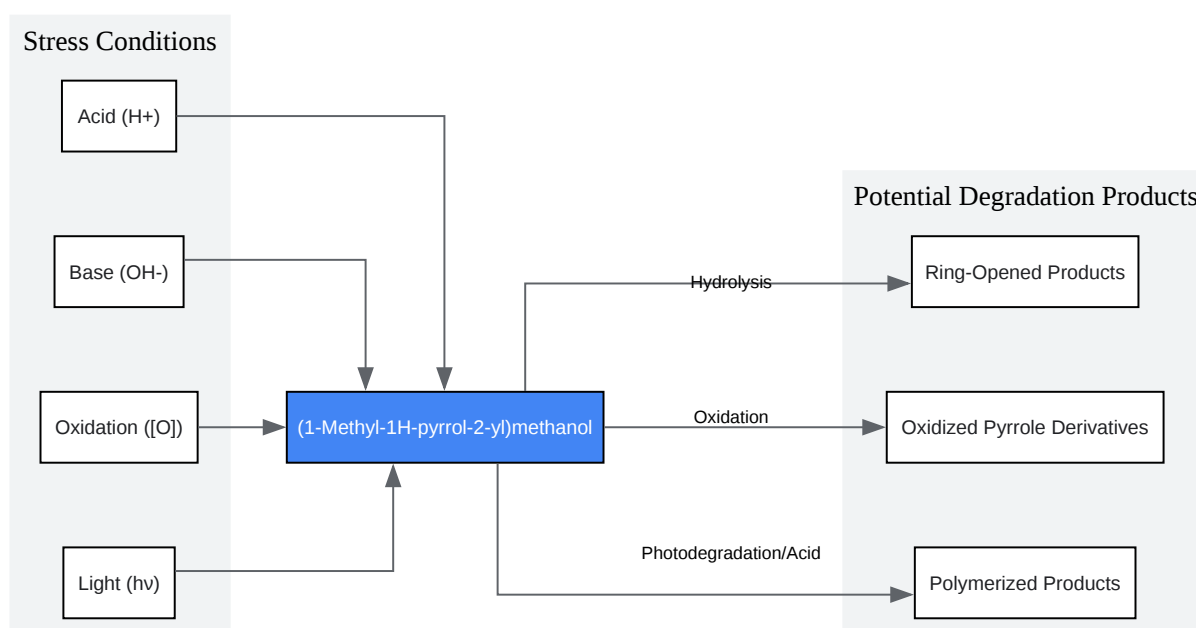 Stress Conditions
Acid (H+)
Base (OH-)
Oxidation ([O])
Light (hν)
(1-Methyl-1H-pyrrol-2-yl)methanol
Hydrolysis
Oxidation
Photodegradation/Acid
Potential Degradation Products
Ring-Opened Products
Oxidized Pyrrole Derivatives
Polymerized Products